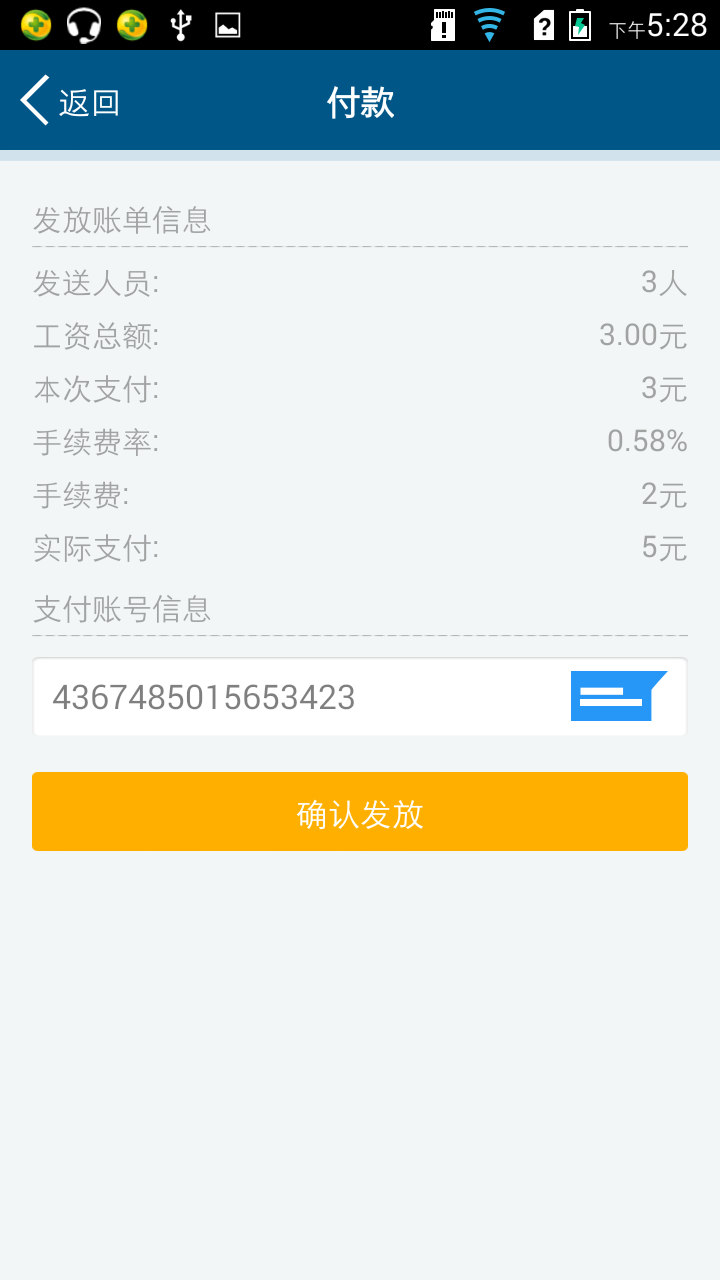 下午5:28
返回 付款
发放账单信息
发送人员: 3人
工资总额: 3.00元
本次支付: 3元
手续费率: 0.58%
手续费: 2元
实际支付: 5元
支付账号信息
4367485015653423
确认发放